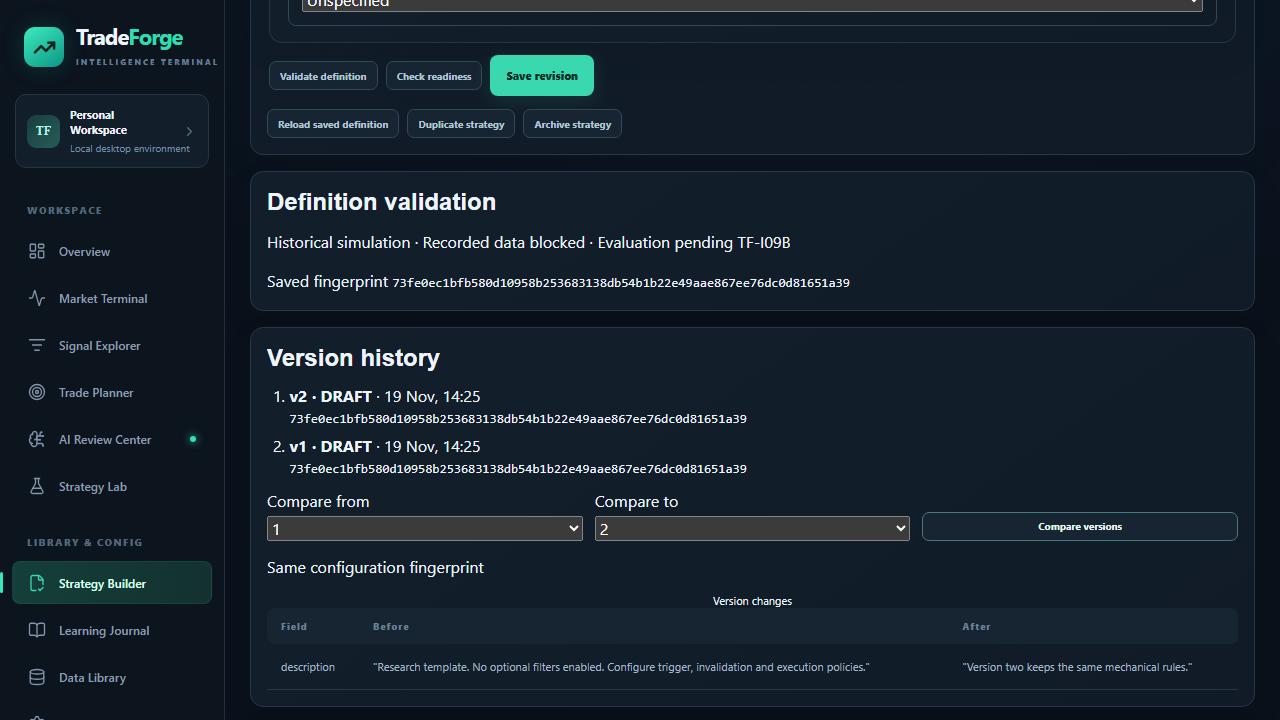 TradeForge
INTELLIGENCE TERMINAL
TF
Personal
Workspace
Local desktop environment
WORKSPACE
Overview
Market Terminal
Signal Explorer
Trade Planner
AI Review Center
Strategy Lab
LIBRARY & CONFIG
Strategy Builder
Learning Journal
Data Library
Unspecified
Validate definition
Check readiness
Save revision
Reload saved definition
Duplicate strategy
Archive strategy
Definition validation
Historical simulation · Recorded data blocked · Evaluation pending TF-I09B
Saved fingerprint 73fe0ec1bfb580d10958b253683138db54b1b22e49aae867ee76dc0d81651a39
Version history
1. v2 · DRAFT · 19 Nov, 14:25
73fe0ec1bfb580d10958b253683138db54b1b22e49aae867ee76dc0d81651a39
2. v1 · DRAFT · 19 Nov, 14:25
73fe0ec1bfb580d10958b253683138db54b1b22e49aae867ee76dc0d81651a39
Compare from
1
Compare to
2
Compare versions
Same configuration fingerprint
Version changes
Field Before After
description "Research template. No optional filters enabled. Configure trigger, invalidation and execution policies." "Version two keeps the same mechanical rules."